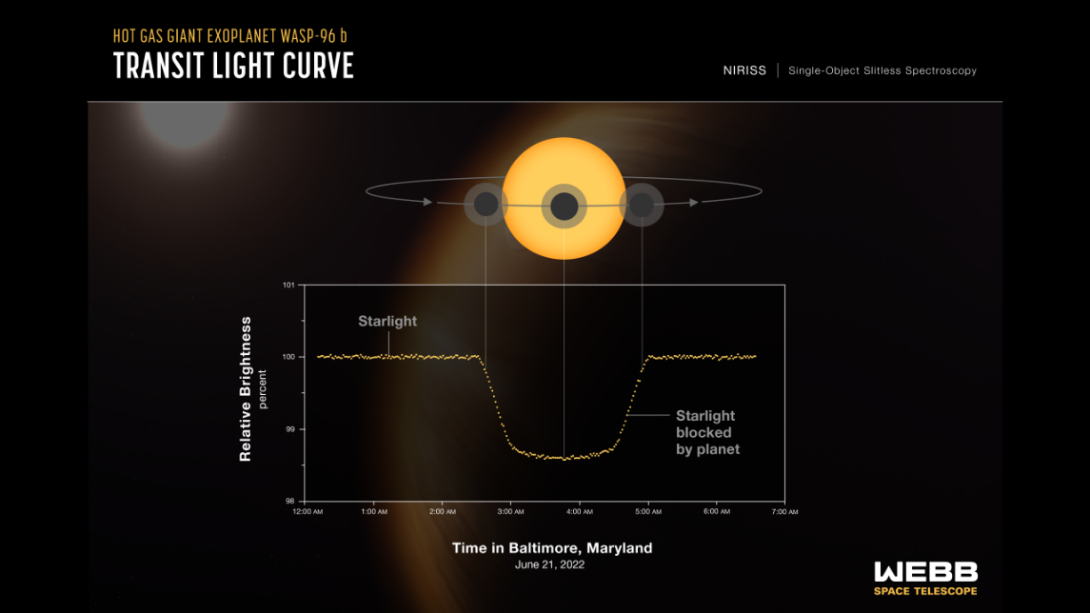 HOT GAS GIANT EXOPLANET WASP-96 b
TRANSIT LIGHT CURVE
NIRISS | Single-Object Slitless Spectroscopy
101
100
99
98
Relative Brightness
percent
Starlight
Starlight
blocked
by planet
12:00 AM 1:00 AM 2:00 AM 3:00 AM 4:00 AM 5:00 AM 6:00 AM 7:00 AM
Time in Baltimore, Maryland
June 21, 2022
WEBB
SPACE TELESCOPE